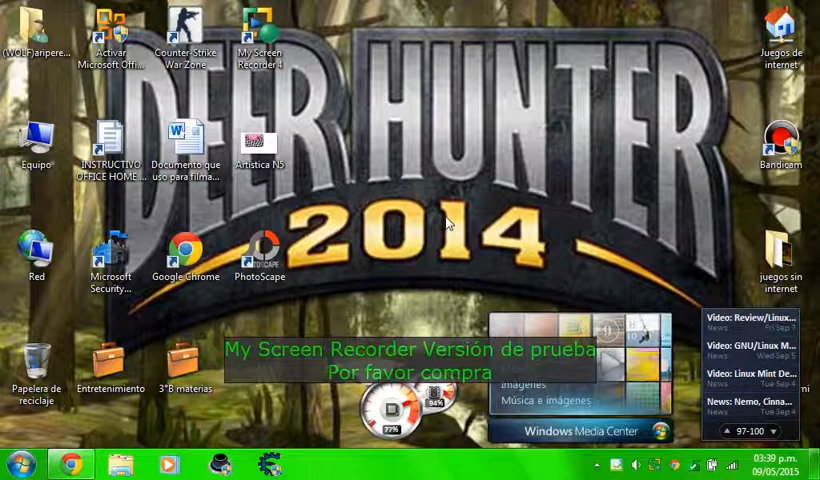 (WOLF)aripere...
Activar
Microsoft Offi...
Counter-Strike
War Zone
My Screen
Recorder 4
Juegos de
internet
DEER HUNTER
2014
Equipo
INSTRUCTIVO
OFFICE HOME ...
Documento que
uso para filma...
Artistica N5
Bandicam
Red
Microsoft
Security...
Google Chrome
PhotoScape
juegos sin
internet
Papelera de
reciclaje
Entretenimiento
3°B materias
My Screen Recorder Versión de prueba
Por favor compra
Imágenes
Música e imágenes
Windows Media Center
77%
94%
Video: Review/Linux...
News
Fri Sep 7
Video: GNU/Linux M...
News
Wed Sep 5
Video: Linux Mint De...
News
Tue Sep 4
News: Nemo, Cinna...
News
Tue Sep 4
97-100
03:39 p.m.
09/05/2015